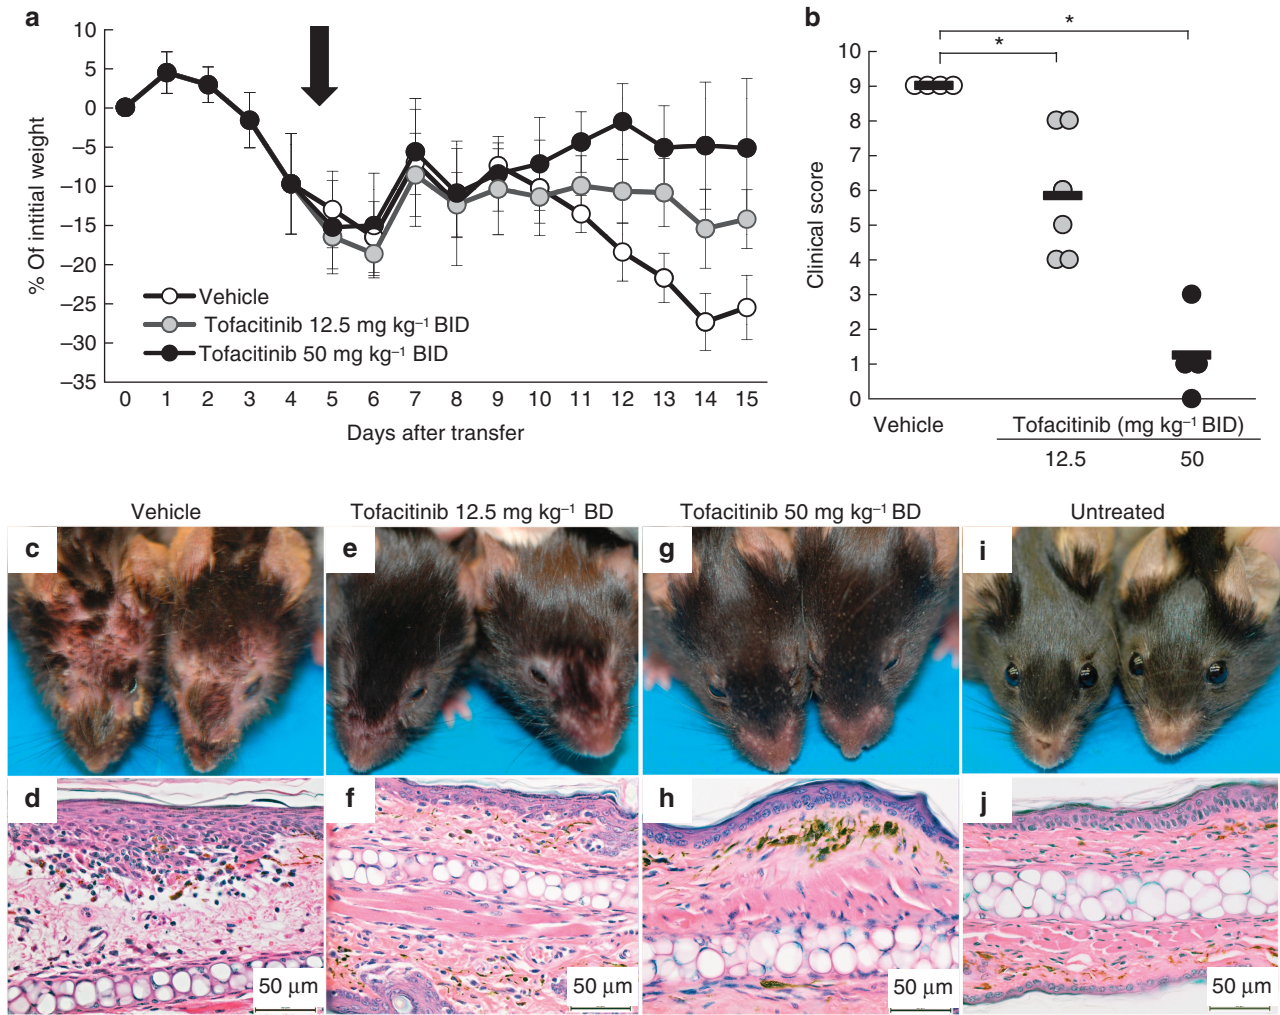 a
10
5
0
–5
–10
–15
–20
–25
–30
–35
% Of intitial weight
Vehicle
Tofacitinib 12.5 mg kg⁻¹ BID
Tofacitinib 50 mg kg⁻¹ BID
0 1 2 3 4 5 6 7 8 9 10 11 12 13 14 15
Days after transfer
b
* 
*
10
9
8
7
6
5
4
3
2
1
0
Clinical score
Vehicle
Tofacitinib (mg kg⁻¹ BID)
12.5 50
Vehicle
Tofacitinib 12.5 mg kg⁻¹ BD
Tofacitinib 50 mg kg⁻¹ BD
Untreated
c
e
g
i
d
f
h
j
50 μm
50 μm
50 μm
50 μm